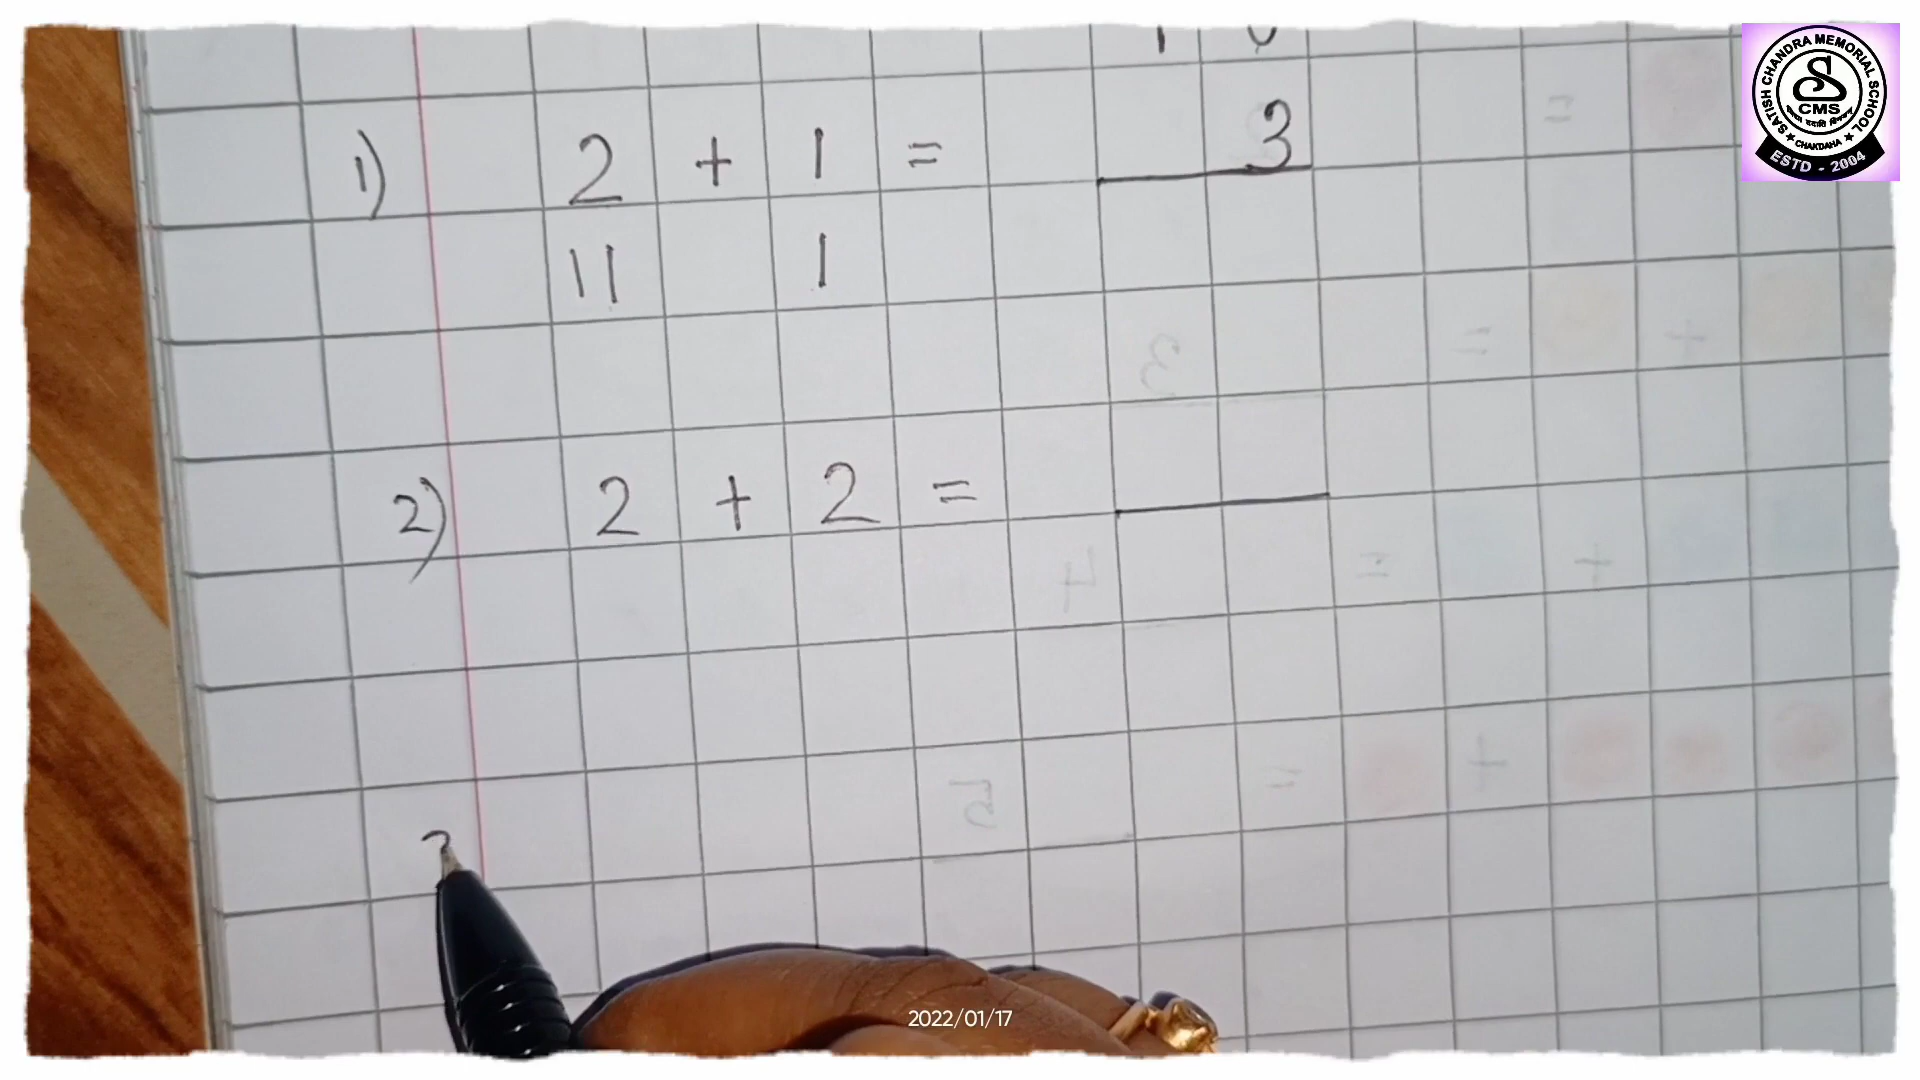 1) 2 + 1 = 3
11 1
2) 2 + 2 =
SATISH CHANDRA MEMORIAL SCHOOL
S
CMS
★ CHAKDAHA ★
ESTD - 2004
2022/01/17